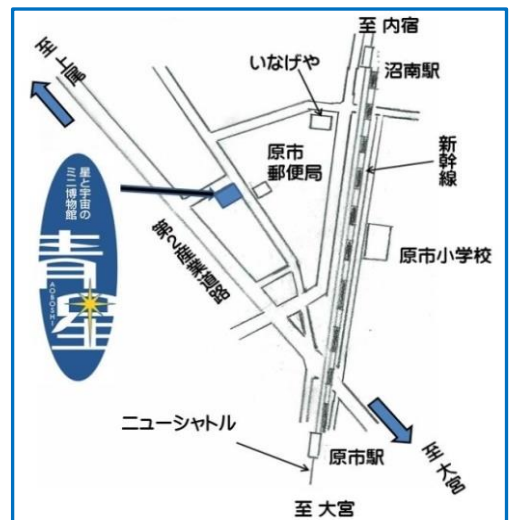 至 内宿
沼南駅
いなげや
至 上尾
新幹線
原市
郵便局
星と宇宙の
ミニ博物館
青星
AOBOSHI
第2産業道路
原市小学校
ニューシャトル
原市駅
至 大宮
至 大宮